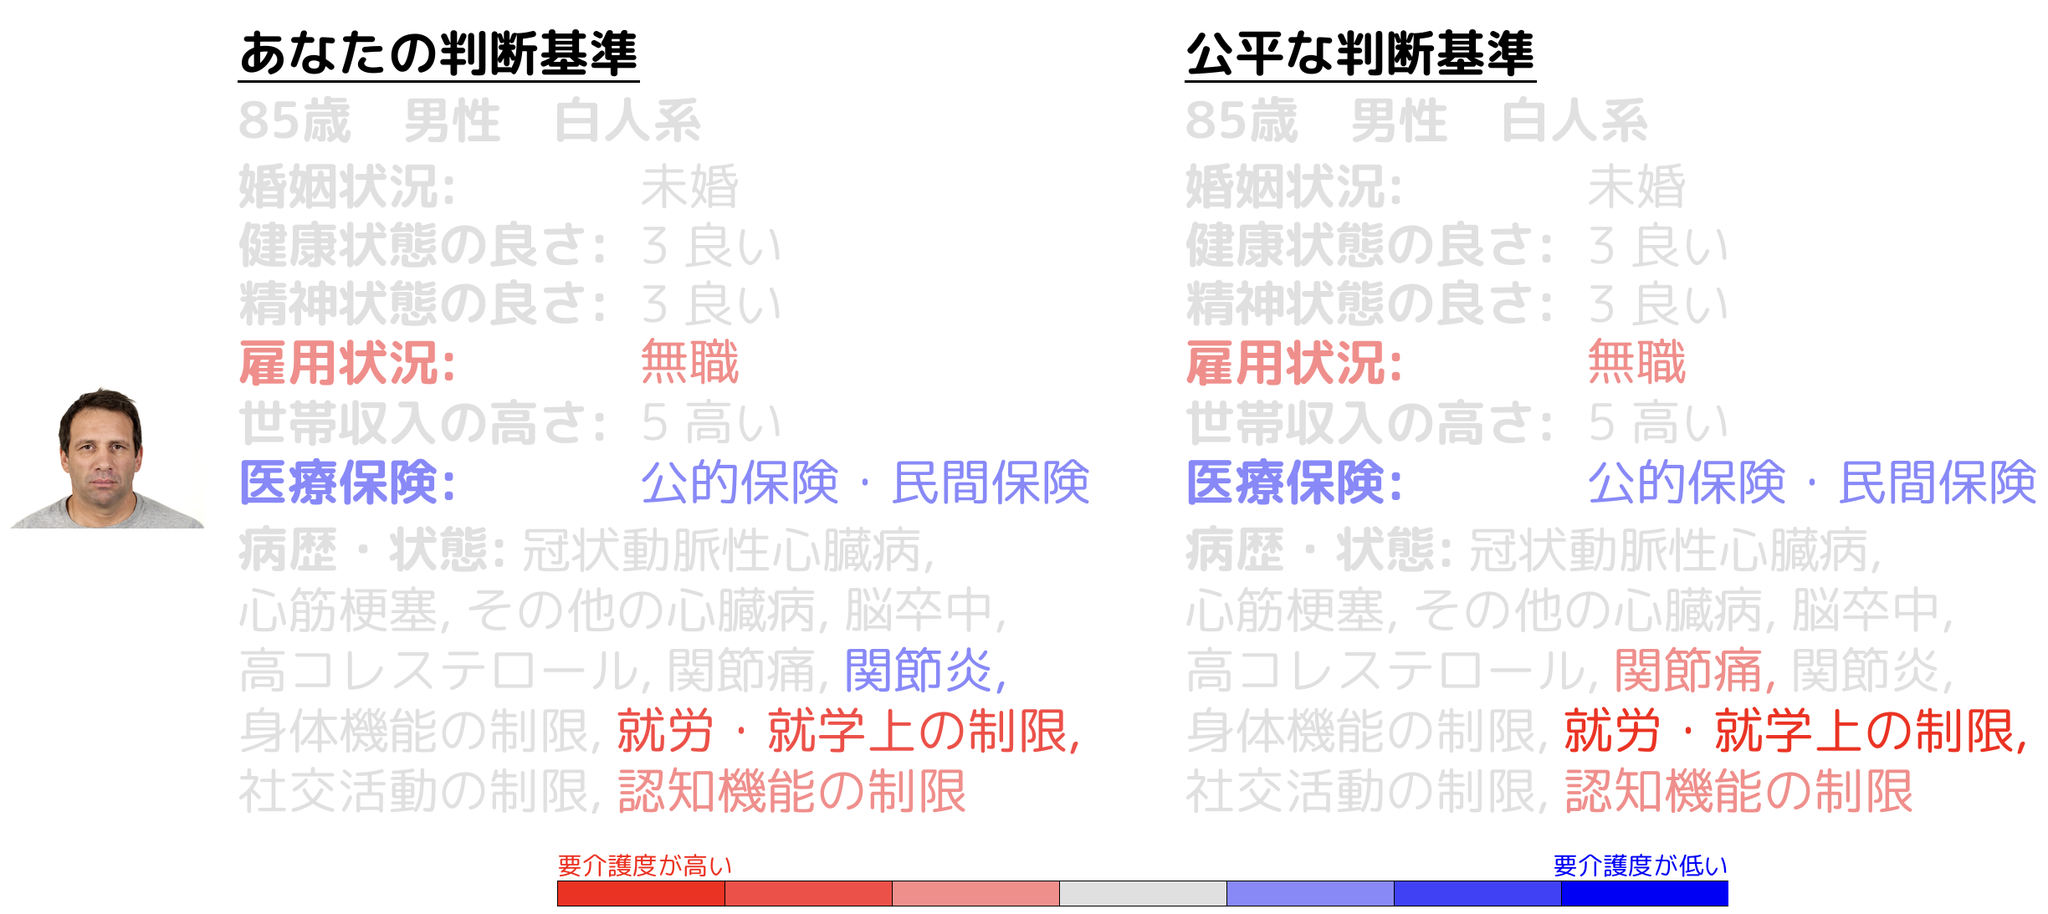 あなたの判断基準
85歳 男性 白人系
婚姻状況: 未婚
健康状態の良さ: 3 良い
精神状態の良さ: 3 良い
雇用状況: 無職
世帯収入の高さ: 5 高い
医療保険: 公的保険・民間保険
病歴・状態: 冠状動脈性心臓病,
心筋梗塞, その他の心臓病, 脳卒中,
高コレステロール, 関節痛, 関節炎,
身体機能の制限, 就労・就学上の制限,
社交活動の制限, 認知機能の制限
公平な判断基準
85歳 男性 白人系
婚姻状況: 未婚
健康状態の良さ: 3 良い
精神状態の良さ: 3 良い
雇用状況: 無職
世帯収入の高さ: 5 高い
医療保険: 公的保険・民間保険
病歴・状態: 冠状動脈性心臓病,
心筋梗塞, その他の心臓病, 脳卒中,
高コレステロール, 関節痛, 関節炎,
身体機能の制限, 就労・就学上の制限,
社交活動の制限, 認知機能の制限
要介護度が高い
要介護度が低い